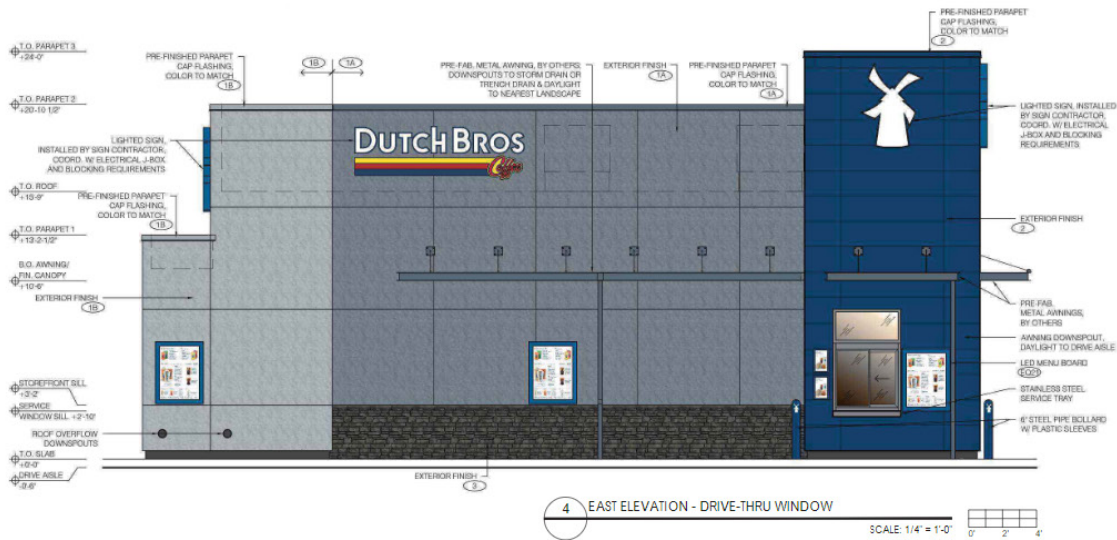 T.O. PARAPET 3
+24'-0"
T.O. PARAPET 2
+20'-10 1/2"
T.O. ROOF
T.O. PARAPET 1
+13'-2-1/2"
B.O. AWNING/
FIN. CANOPY
+10'-6"
EXTERIOR FINISH
1B
STOREFRONT SILL
+3'-2"
SERVICE
WINDOW SILL +2'-10"
ROOF OVERFLOW
DOWNSPOUTS
T.O. SLAB
+0'-0"
DRIVE AISLE
-0'-6"
PRE-FINISHED PARAPET
CAP FLASHING,
COLOR TO MATCH
1B
LIGHTED SIGN,
INSTALLED BY SIGN CONTRACTOR,
COORD. W/ ELECTRICAL J-BOX
AND BLOCKING REQUIREMENTS
PRE-FINISHED PARAPET
CAP FLASHING,
COLOR TO MATCH
1B
1B 1A
PRE-FAB, METAL AWNING, BY OTHERS;
DOWNSPOUTS TO STORM DRAIN OR
TRENCH DRAIN & DAYLIGHT
TO NEAREST LANDSCAPE
EXTERIOR FINISH
1A
PRE-FINISHED PARAPET
CAP FLASHING,
COLOR TO MATCH
1A
DUTCH BROS
Coffee
PRE-FINISHED PARAPET
CAP FLASHING,
COLOR TO MATCH
2
LIGHTED SIGN, INSTALLED
BY SIGN CONTRACTOR,
COORD. W/ ELECTRICAL
J-BOX AND BLOCKING
REQUIREMENTS
EXTERIOR FINISH
2
PRE-FAB,
METAL AWNINGS,
BY OTHERS
AWNING DOWNSPOUT,
DAYLIGHT TO DRIVE AISLE
LED MENU BOARD
STAINLESS STEEL
SERVICE TRAY
6" STEEL PIPE BOLLARD
W/ PLASTIC SLEEVES
EXTERIOR FINISH
3
4 EAST ELEVATION - DRIVE-THRU WINDOW
SCALE: 1/4" = 1'-0"
0' 2' 4'